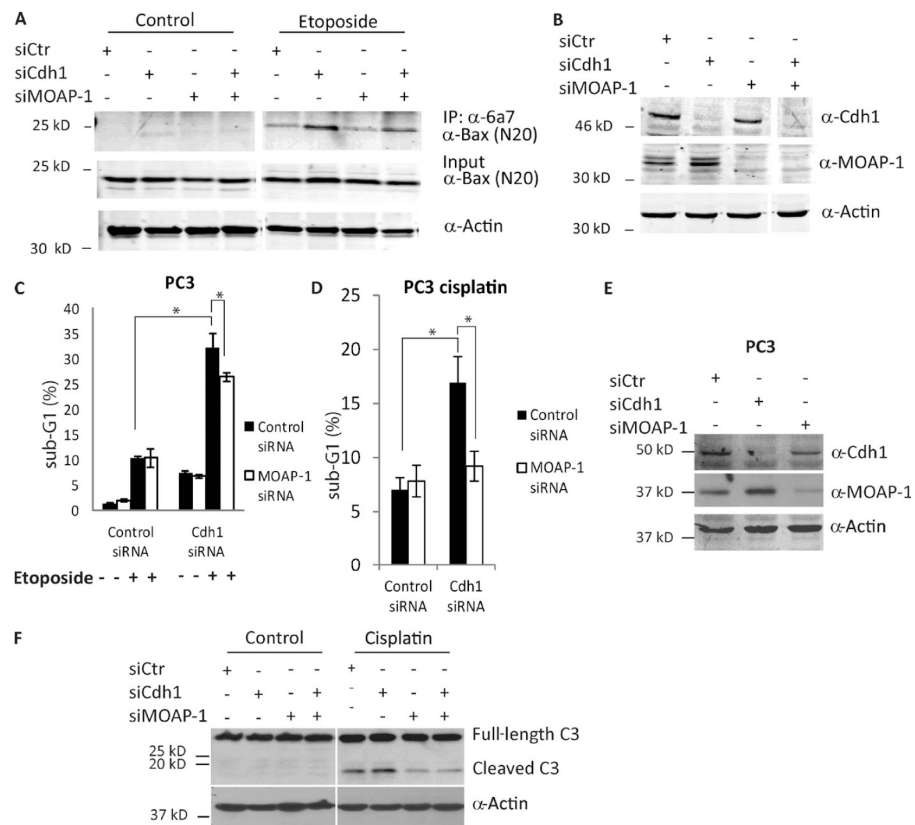 A
Control Etoposide
siCtr + - - - + - - -
siCdh1 - + - + - + - +
siMOAP-1 - - + + - - + +
25 kD
IP: α-6a7
α-Bax (N20)
25 kD
Input
α-Bax (N20)
α-Actin
30 kD
B
siCtr + - - -
siCdh1 - + - +
siMOAP-1 - - + +
46 kD
α-Cdh1
α-MOAP-1
30 kD
α-Actin
30 kD
C
PC3
sub-G1 (%)
40
35
30
25
20
15
10
5
0
*
*
Control
siRNA
MOAP-1
siRNA
Control
siRNA
Cdh1
siRNA
Etoposide - - + + - - + +
D
PC3 cisplatin
sub-G1 (%)
25
20
15
10
5
0
*
*
Control
siRNA
MOAP-1
siRNA
Control
siRNA
Cdh1
siRNA
E
PC3
siCtr + - -
siCdh1 - + -
siMOAP-1 - - +
50 kD
α-Cdh1
37 kD
α-MOAP-1
α-Actin
37 kD
F
Control Cisplatin
siCtr + - - - + - - -
siCdh1 - + - + - + - +
siMOAP-1 - - + + - - + +
Full-length C3
25 kD
20 kD
Cleaved C3
α-Actin
37 kD